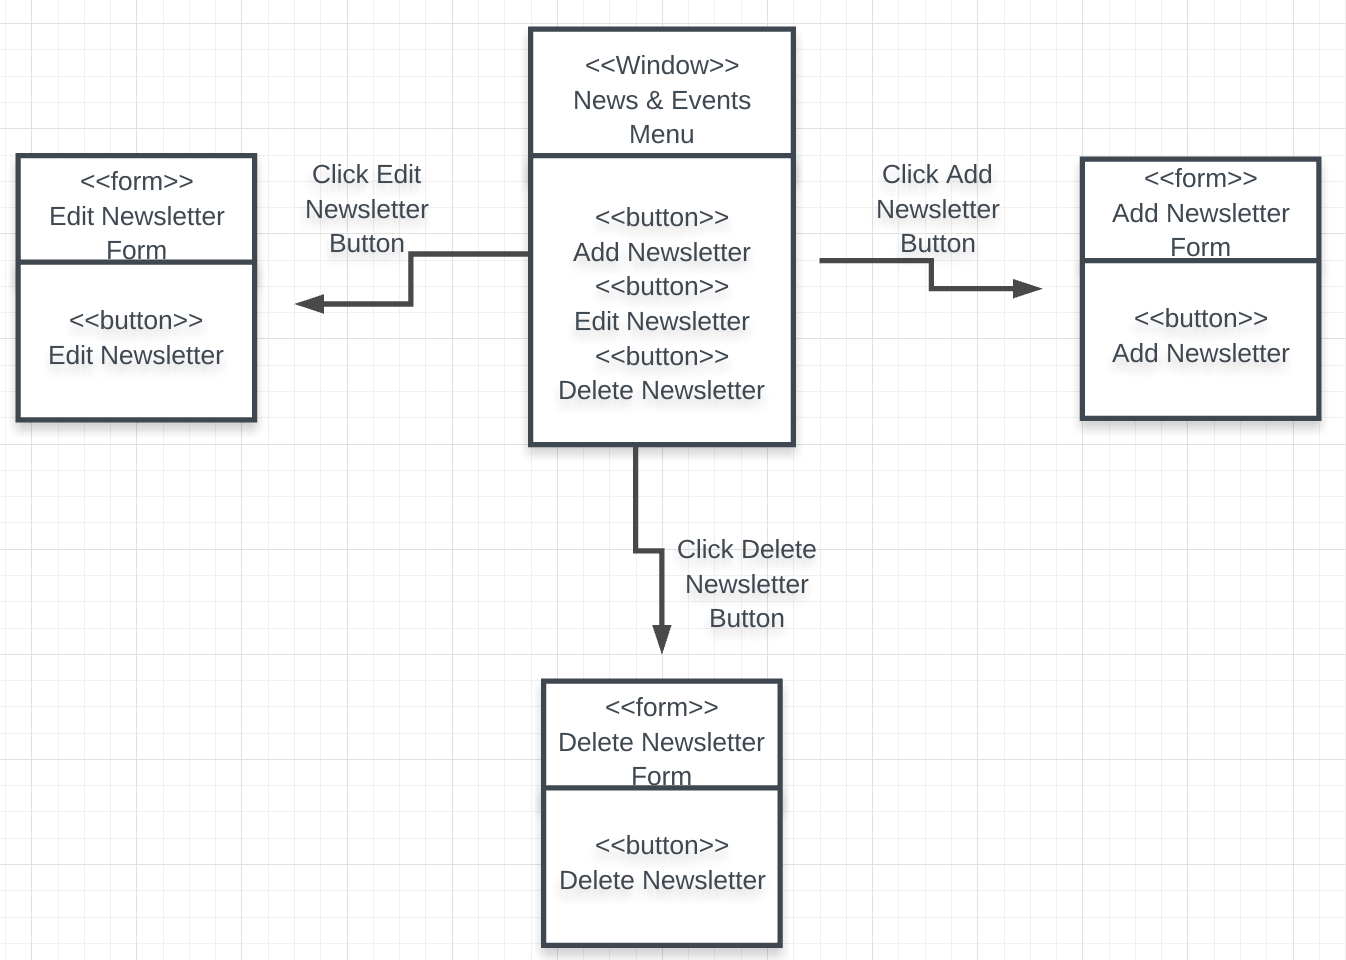 <<Window>>
News & Events
Menu
<<button>>
Add Newsletter
<<button>>
Edit Newsletter
<<button>>
Delete Newsletter
<<form>>
Edit Newsletter
Form
<<button>>
Edit Newsletter
Click Edit
Newsletter
Button
Click Add
Newsletter
Button
<<form>>
Add Newsletter
Form
<<button>>
Add Newsletter
Click Delete
Newsletter
Button
<<form>>
Delete Newsletter
Form
<<button>>
Delete Newsletter